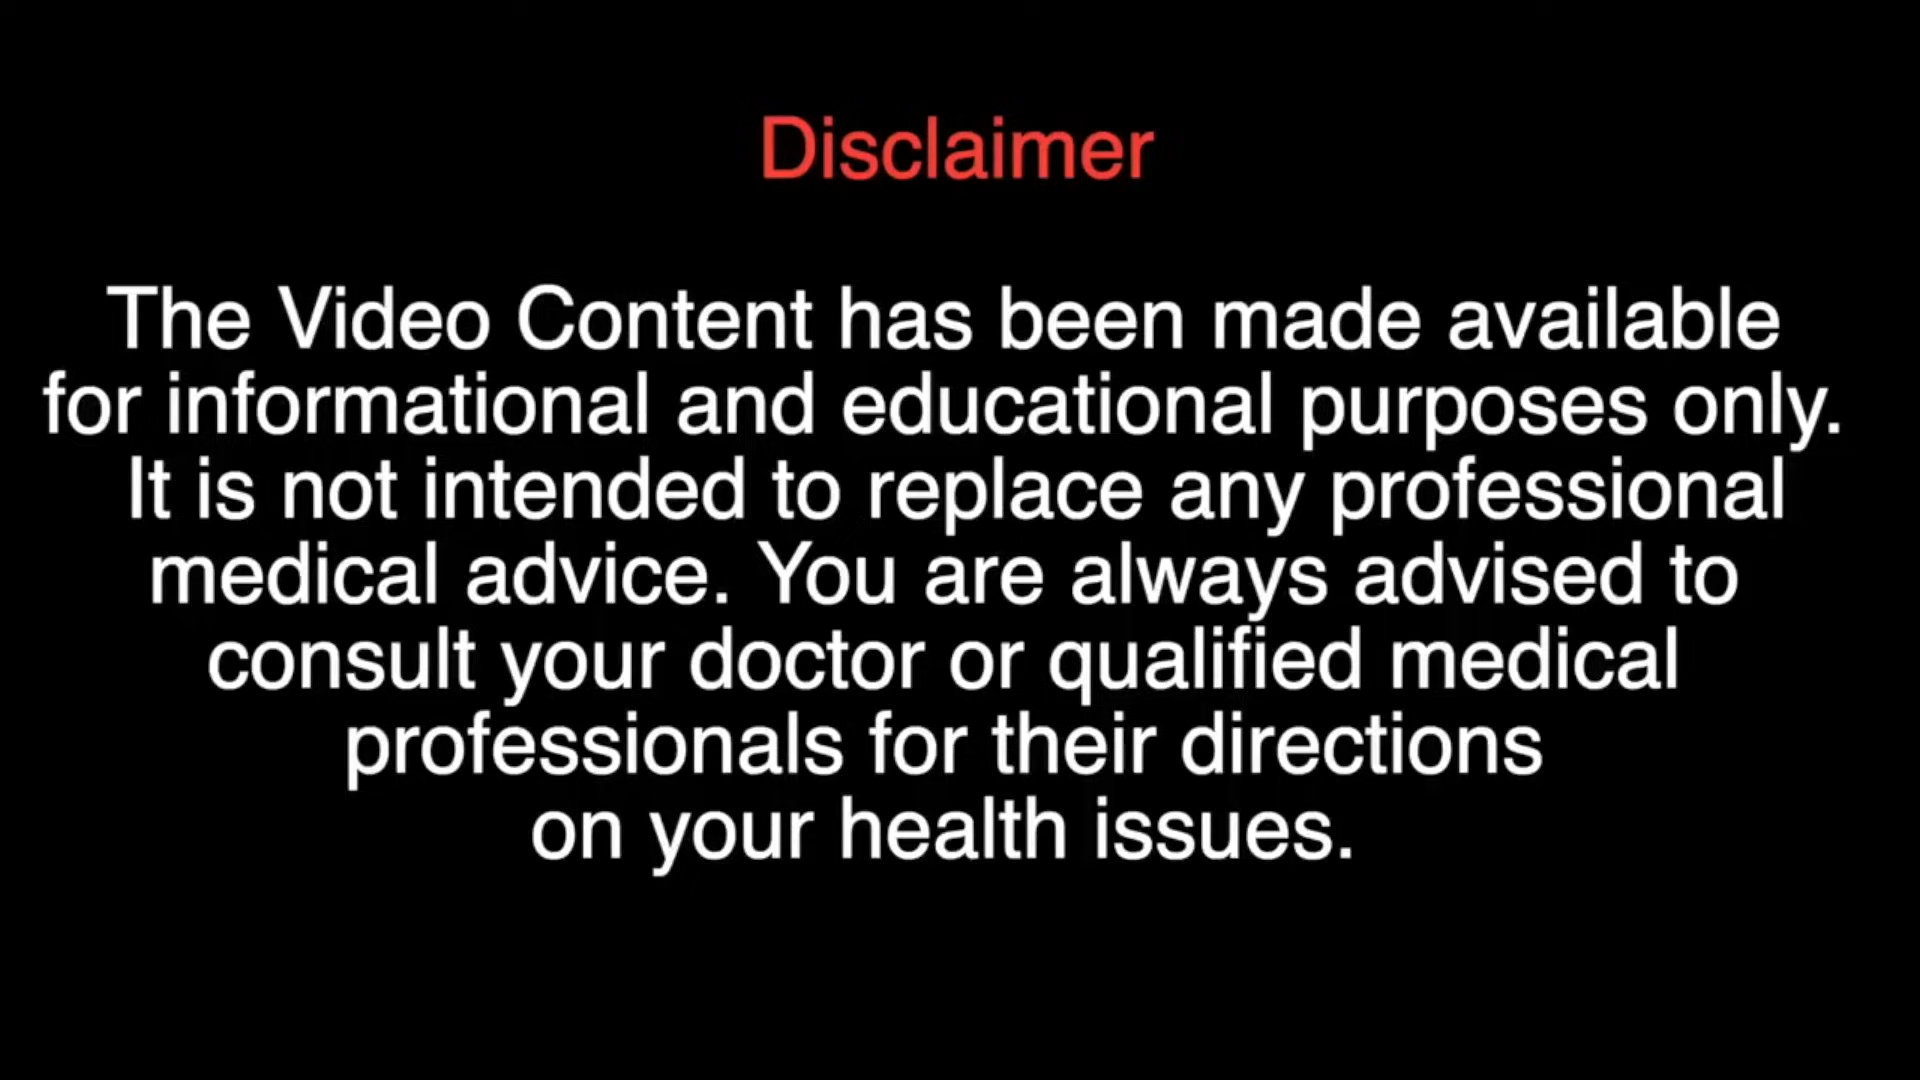 Disclaimer
The Video Content has been made available
for informational and educational purposes only.
It is not intended to replace any professional
medical advice. You are always advised to
consult your doctor or qualified medical
professionals for their directions
on your health issues.